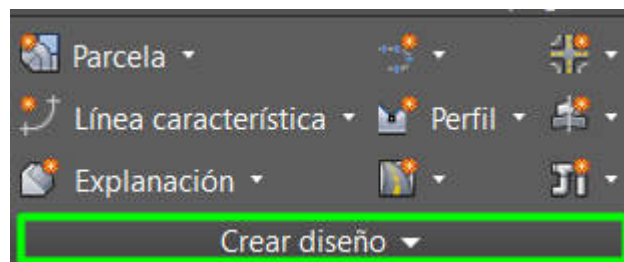 Parcela
Línea característica Perfil
Explanación
Crear diseño